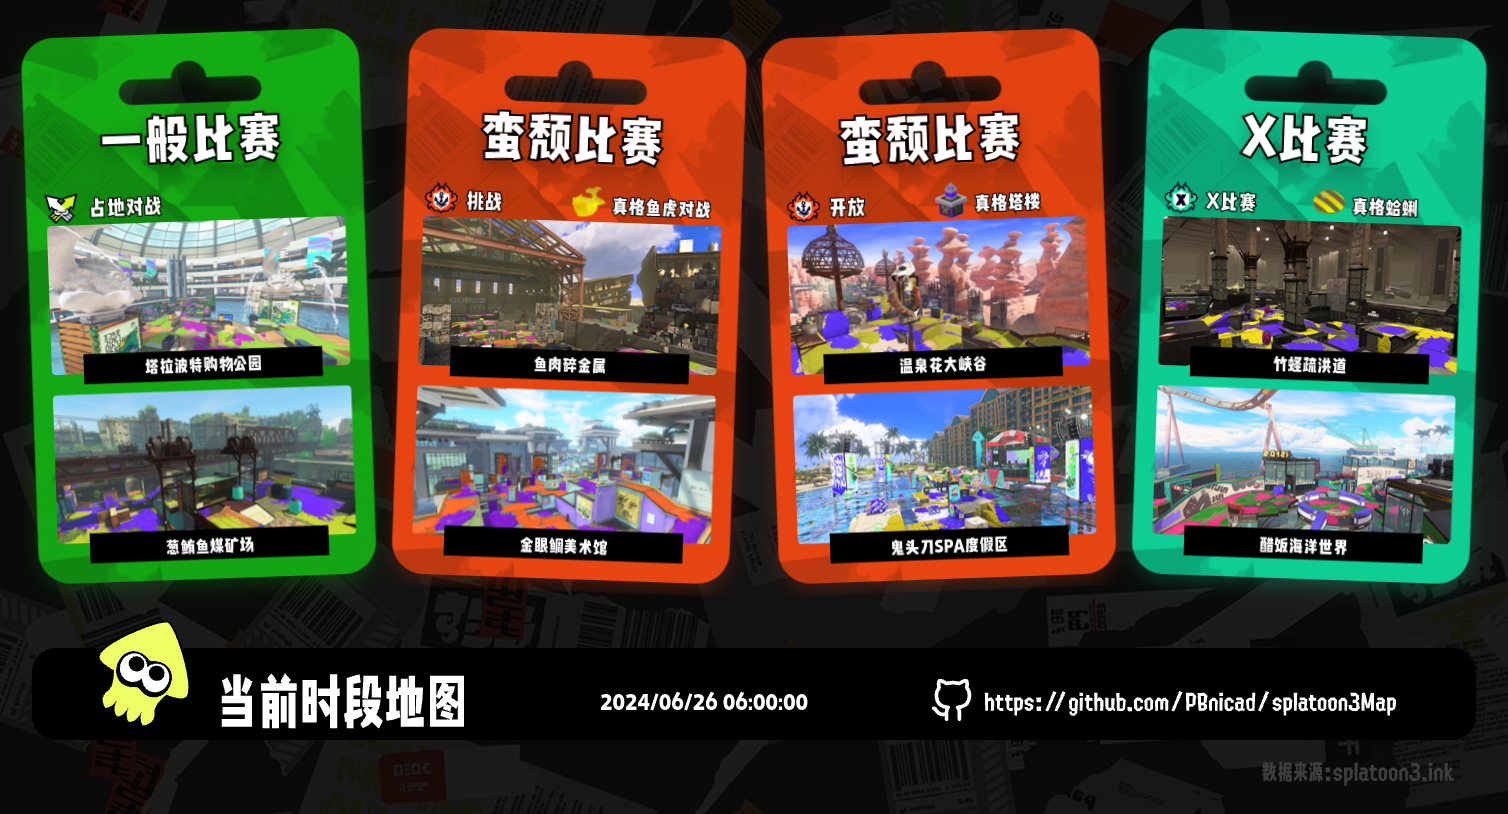 一般比赛
占地对战
塔拉波特购物公园
葱鲔鱼煤矿场
蛮颓比赛
挑战
真格鱼虎对战
鱼肉碎金属
金眼鲷美术馆
蛮颓比赛
开放
真格塔楼
温泉花大峡谷
鬼头刀SPA度假区
X比赛
X比赛
真格蛤蜊
竹蛏疏洪道
醋饭海洋世界
当前时段地图
2024/06/26 06:00:00
https://github.com/PBnicad/splatoon3Map
数据来源:splatoon3.ink